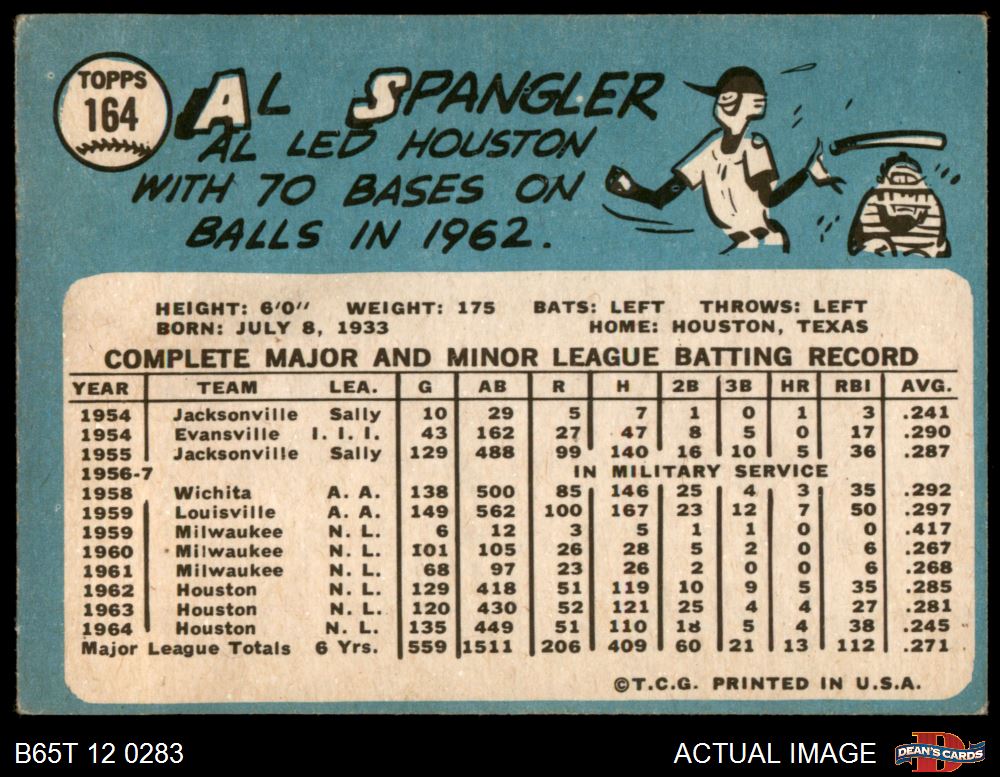 TOPPS
164
AL SPANGLER
AL LED HOUSTON
WITH 70 BASES ON
BALLS IN 1962.
HEIGHT: 6'0" WEIGHT: 175 BATS: LEFT THROWS: LEFT
BORN: JULY 8, 1933 HOME: HOUSTON, TEXAS
COMPLETE MAJOR AND MINOR LEAGUE BATTING RECORD
YEAR TEAM LEA. G AB R H 2B 3B HR RBI AVG.
1954 Jacksonville Sally 10 29 5 7 1 0 1 3 .241
1954 Evansville I. I. I. 43 162 27 47 8 5 0 17 .290
1955 Jacksonville Sally 129 488 99 140 16 10 5 36 .287
1956-7 IN MILITARY SERVICE
1958 Wichita A. A. 138 500 85 146 25 4 3 35 .292
1959 Louisville A. A. 149 562 100 167 23 12 7 50 .297
1959 Milwaukee N. L. 6 12 3 5 1 1 0 0 .417
1960 Milwaukee N. L. 101 105 26 28 5 2 0 6 .267
1961 Milwaukee N. L. 68 97 23 26 2 0 0 6 .268
1962 Houston N. L. 129 418 51 119 10 9 5 35 .285
1963 Houston N. L. 120 430 52 121 25 4 4 27 .281
1964 Houston N. L. 135 449 51 110 18 5 4 38 .245
Major League Totals 6 Yrs. 559 1511 206 409 60 21 13 112 .271
©T.C.G. PRINTED IN U.S.A.
B65T 12 0283
ACTUAL IMAGE
D
DEAN'S CARDS